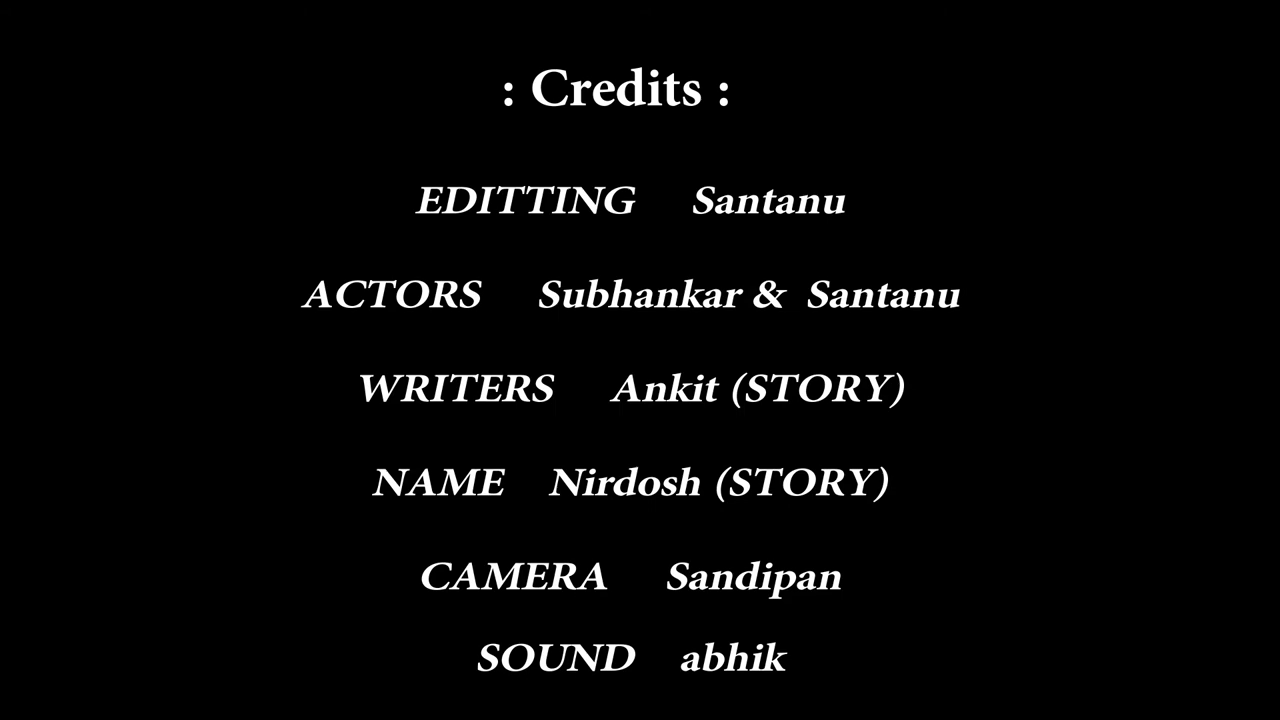 : Credits :
EDITTING Santanu
ACTORS Subhankar & Santanu
WRITERS Ankit (STORY)
NAME Nirdosh (STORY)
CAMERA Sandipan
SOUND abhik